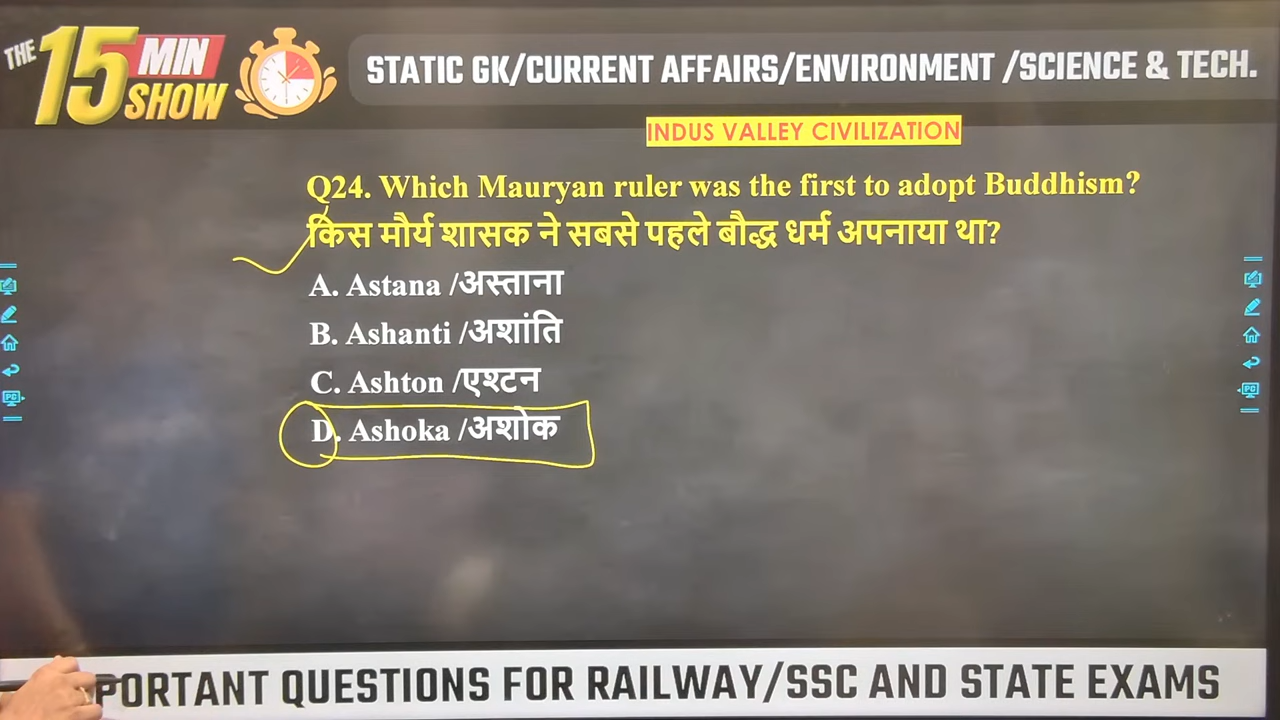 THE 15 MIN SHOW
STATIC GK/CURRENT AFFAIRS/ENVIRONMENT /SCIENCE & TECH.
INDUS VALLEY CIVILIZATION
Q24. Which Mauryan ruler was the first to adopt Buddhism?
किस मौर्य शासक ने सबसे पहले बौद्ध धर्म अपनाया था?
A. Astana /अस्ताना
B. Ashanti /अशांति
C. Ashton /एश्टन
D. Ashoka /अशोक
PORTANT QUESTIONS FOR RAILWAY/SSC AND STATE EXAMS
PC
PC